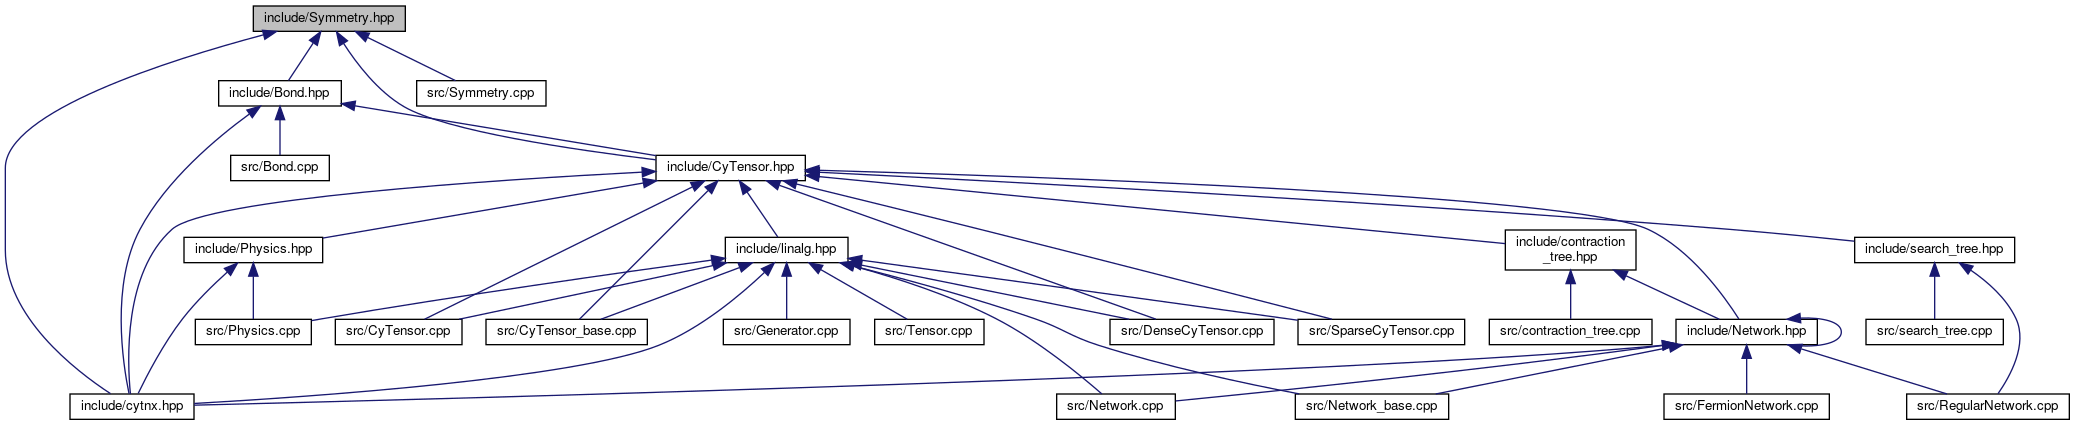 include/Symmetry.hpp
include/Bond.hpp
src/Symmetry.cpp
src/Bond.cpp
include/CyTensor.hpp
include/Physics.hpp
include/linalg.hpp
include/contraction
_tree.hpp
include/search_tree.hpp
src/Physics.cpp
src/CyTensor.cpp
src/CyTensor_base.cpp
src/Generator.cpp
src/Tensor.cpp
src/DenseCyTensor.cpp
src/SparseCyTensor.cpp
src/contraction_tree.cpp
include/Network.hpp
src/search_tree.cpp
include/cytnx.hpp
src/Network.cpp
src/Network_base.cpp
src/FermionNetwork.cpp
src/RegularNetwork.cpp